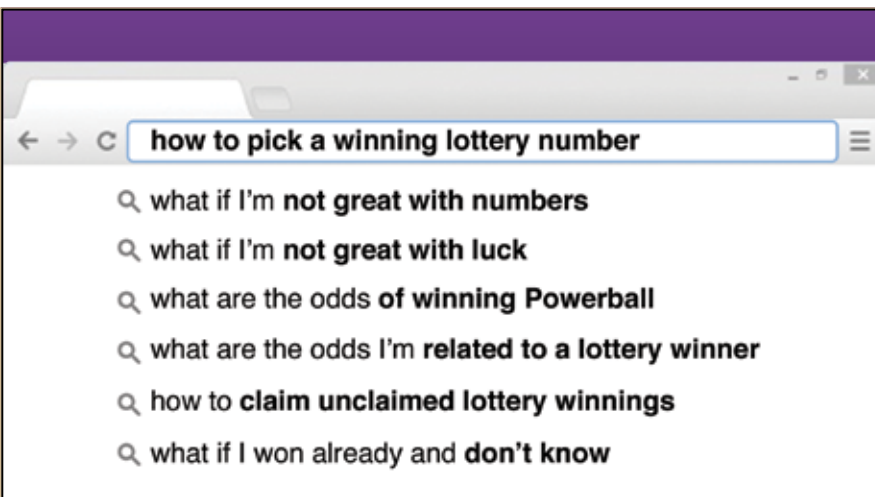 how to pick a winning lottery number
what if I'm not great with numbers
what if I'm not great with luck
what are the odds of winning Powerball
what are the odds I'm related to a lottery winner
how to claim unclaimed lottery winnings
what if I won already and don't know